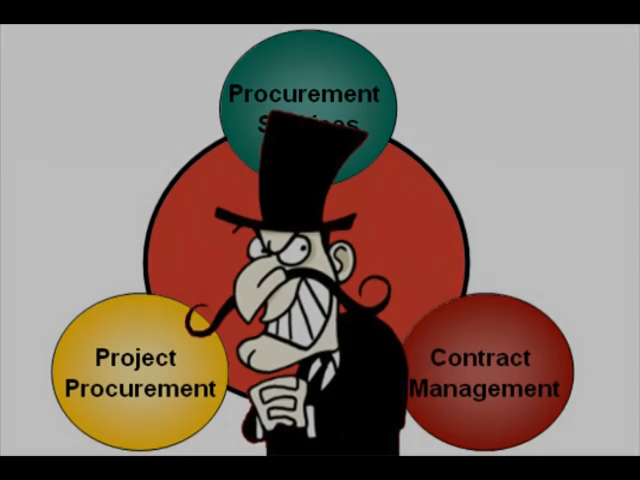 Procurement
Project
Procurement
Contract
Management